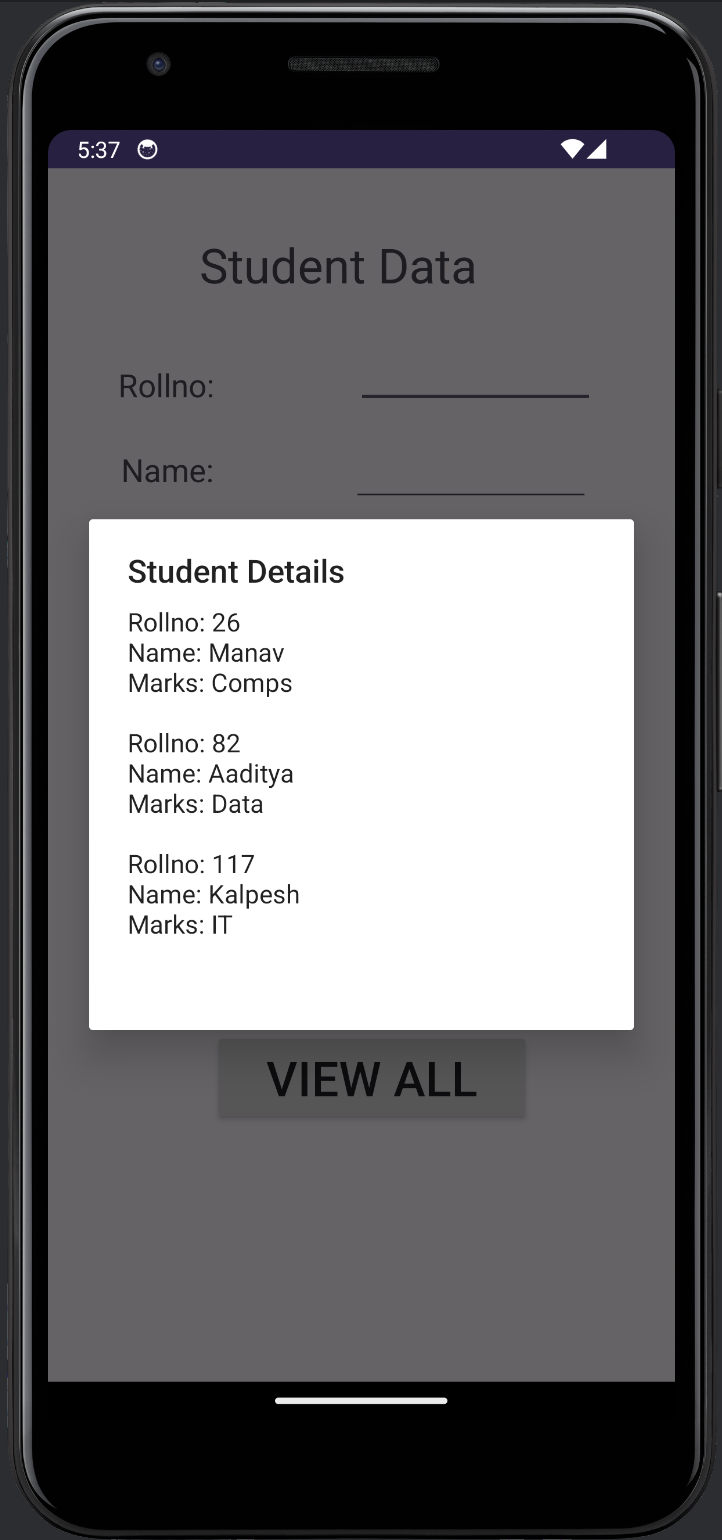 5:37
Student Data
Rollno:
Name:
Student Details
Rollno: 26
Name: Manav
Marks: Comps
Rollno: 82
Name: Aaditya
Marks: Data
Rollno: 117
Name: Kalpesh
Marks: IT
VIEW ALL